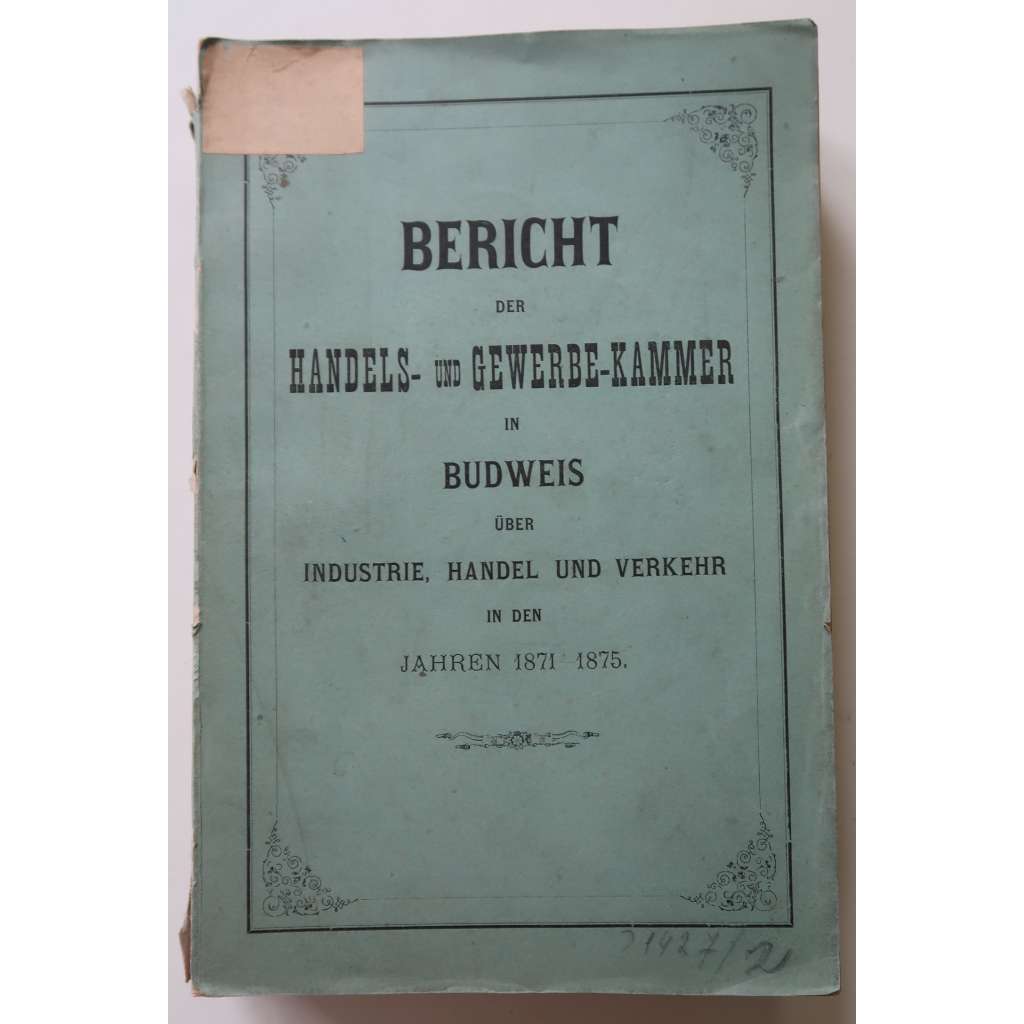 BERICHT
DER
HANDELS- UND GEWERBE-KAMMER
IN
BUDWEIS
ÜBER
INDUSTRIE, HANDEL UND VERKEHR
IN DEN
JAHREN 1871–1875.